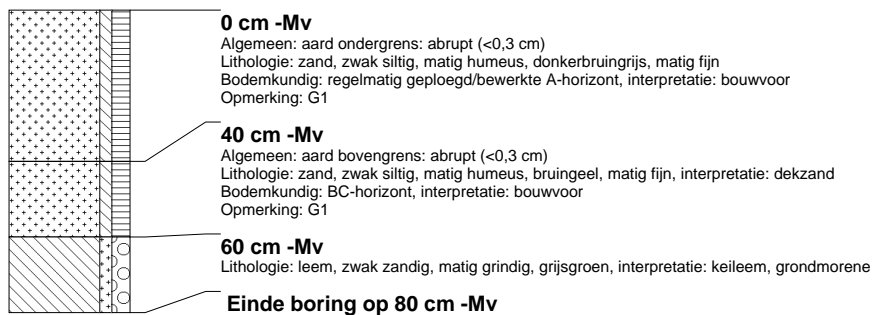 0 cm -Mv
Algemeen: aard ondergrens: abrupt (<0,3 cm)
Lithologie: zand, zwak siltig, matig humeus, donkerbruingrijs, matig fijn
Bodemkundig: regelmatig geploegd/bewerkte A-horizont, interpretatie: bouwvoor
Opmerking: G1
40 cm -Mv
Algemeen: aard bovengrens: abrupt (<0,3 cm)
Lithologie: zand, zwak siltig, matig humeus, bruingeel, matig fijn, interpretatie: dekzand
Bodemkundig: BC-horizont, interpretatie: bouwvoor
Opmerking: G1
60 cm -Mv
Lithologie: leem, zwak zandig, matig grindig, grijsgroen, interpretatie: keileem, grondmorene
Einde boring op 80 cm -Mv